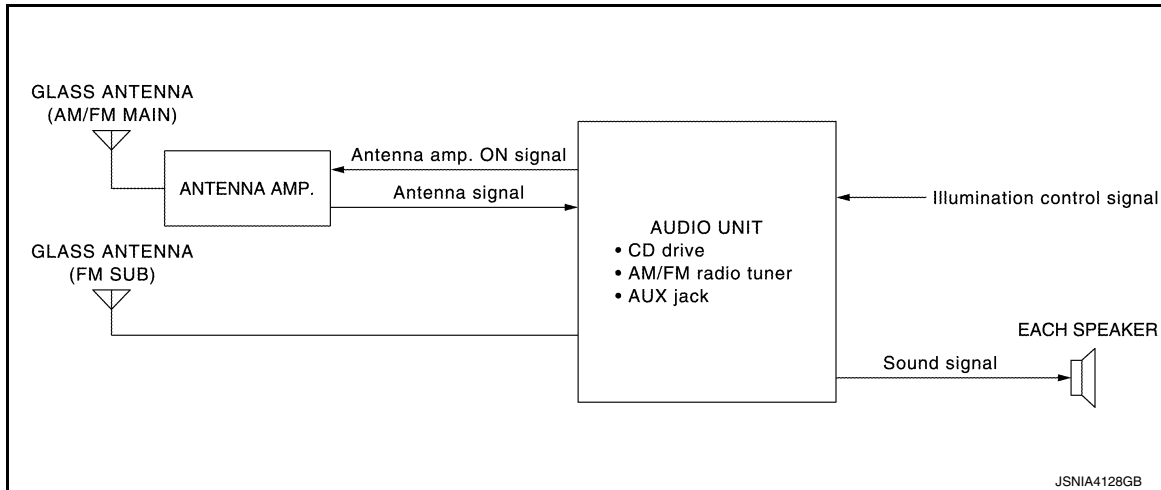 GLASS ANTENNA
(AM/FM MAIN)
ANTENNA AMP.
Antenna amp. ON signal
Antenna signal
GLASS ANTENNA
(FM SUB)
AUDIO UNIT
• CD drive
• AM/FM radio tuner
• AUX jack
Illumination control signal
EACH SPEAKER
Sound signal
JSNIA4128GB